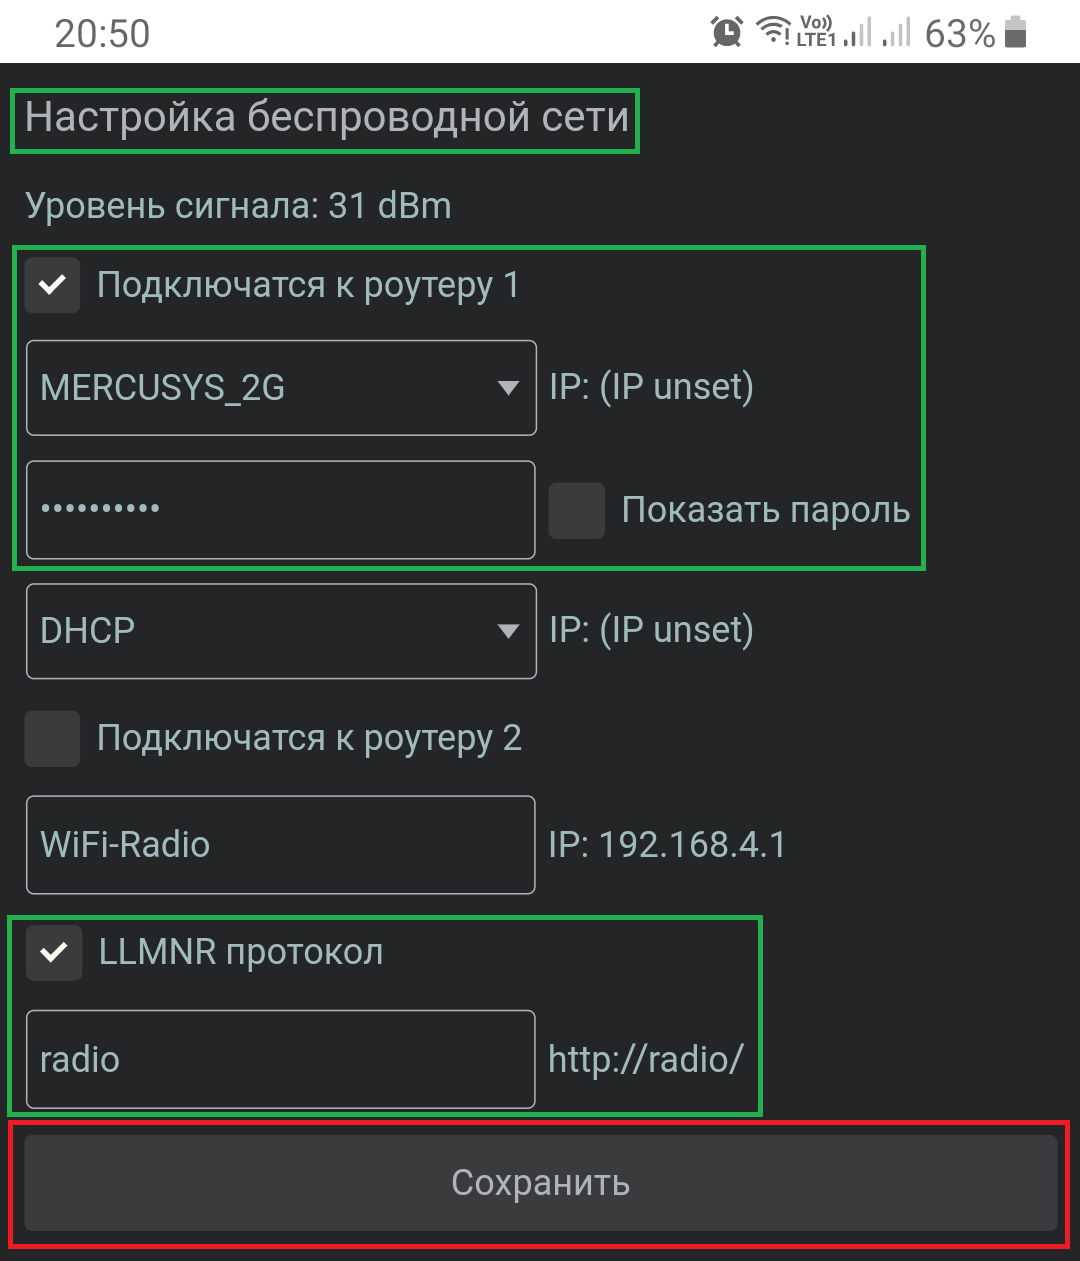 20:50 Vo)) LTE1 63%
Настройка беспроводной сети
Уровень сигнала: 31 dBm
Подключатся к роутеру 1
MERCUSYS_2G IP: (IP unset)
•••••••••• Показать пароль
DHCP IP: (IP unset)
Подключатся к роутеру 2
WiFi-Radio IP: 192.168.4.1
LLMNR протокол
radio http://radio/
Сохранить